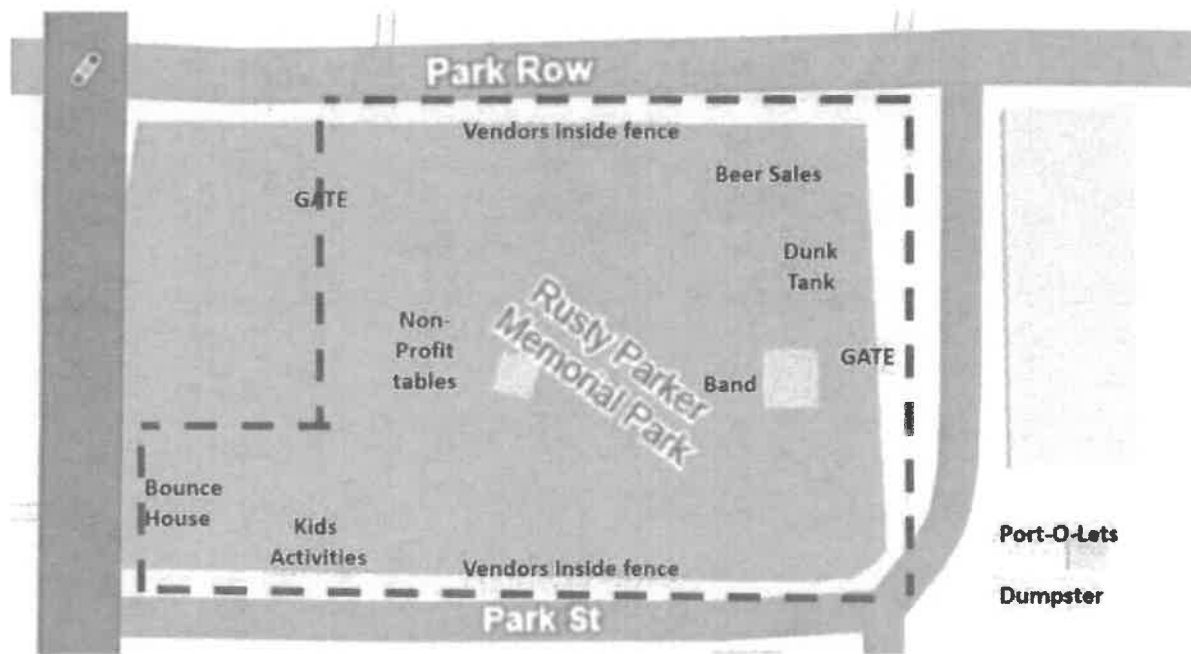 Park Row
Vendors Inside fence
Beer Sales
GATE
Dunk
Tank
Non-
Profit
tables
Rusty Parker
Memorial Park
GATE
Band
Bounce
House
Kids
Activities
Port-O-Lets
Vendors Inside fence
Dumpster
Park St